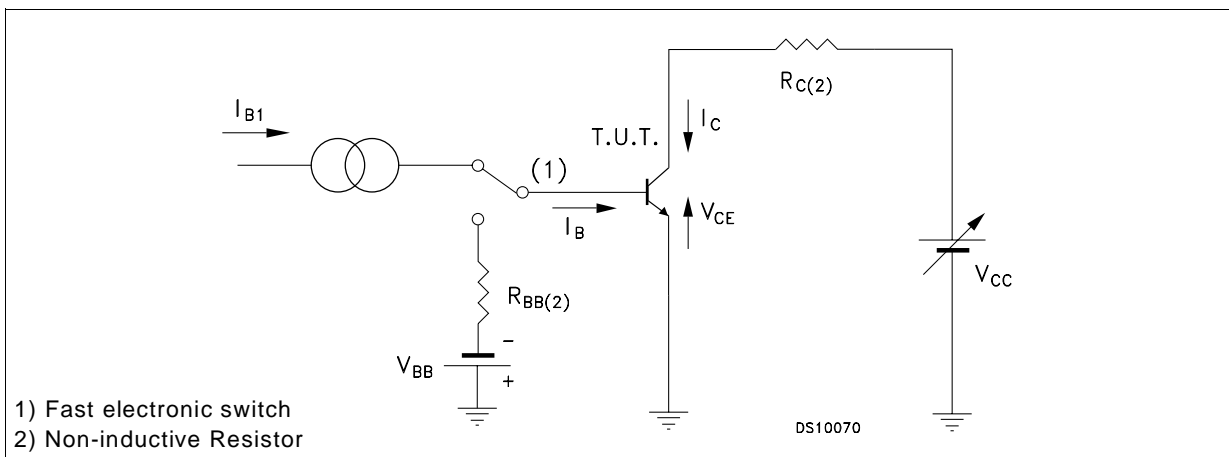 R_C(2)
I_B1
I_C
T.U.T.
(1)
I_B
V_CE
R_BB(2)
V_CC
-
V_BB
+
1) Fast electronic switch
2) Non-inductive Resistor
DS10070